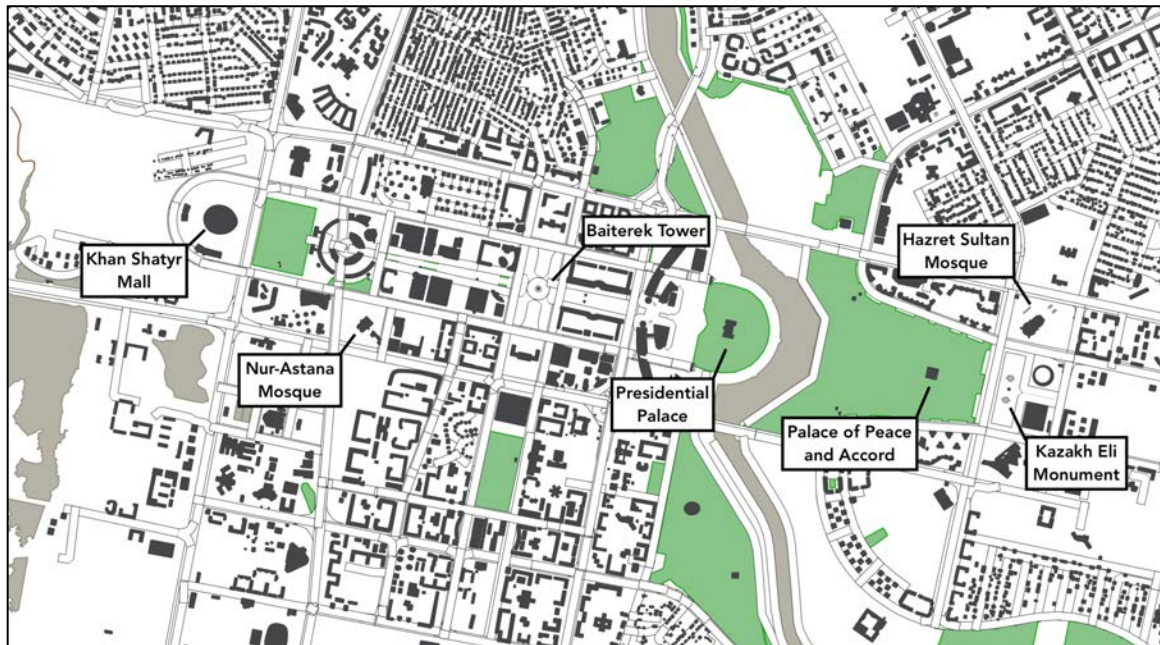 Baiterek Tower
Hazret Sultan
Mosque
Khan Shatyr
Mall
Nur-Astana
Mosque
Presidential
Palace
Palace of Peace
and Accord
Kazakh Eli
Monument